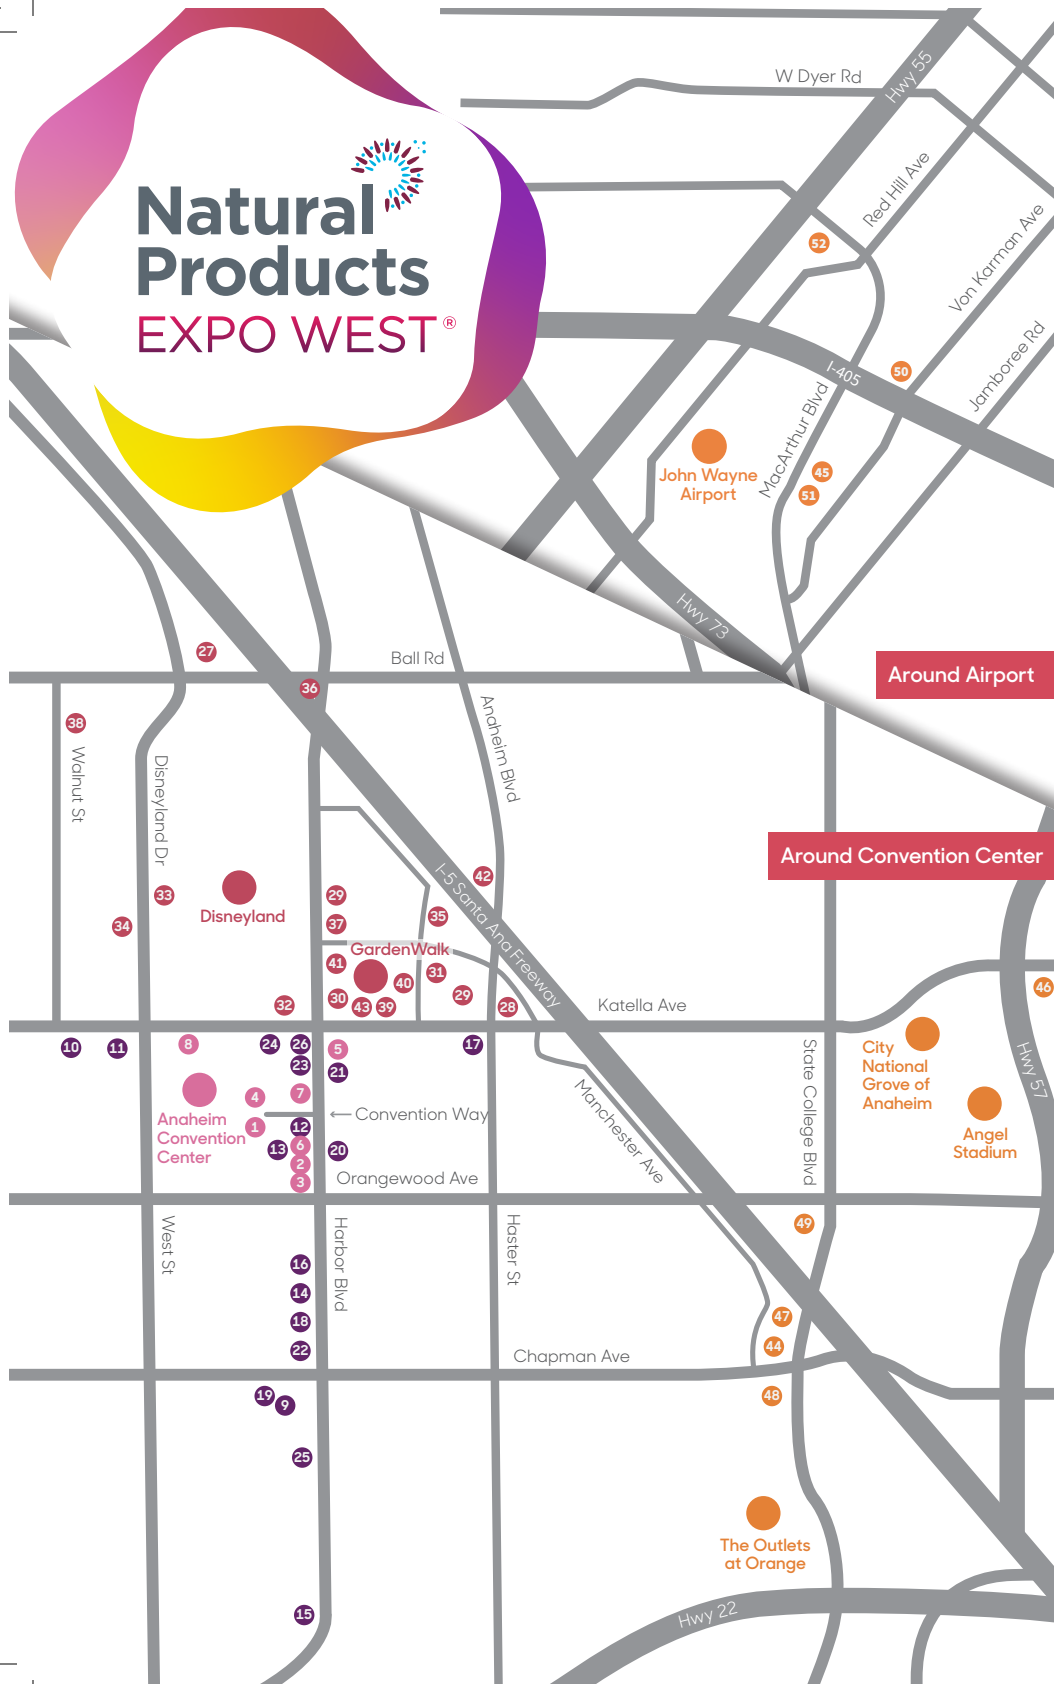 Natural
Products
EXPO WEST®
W Dyer Rd
Hwy 55
Red Hill Ave
52
Von Karman Ave
I-405
50
Jamboree Rd
MacArthur Blvd
John Wayne
Airport
45
51
Hwy 73
Around Airport
27
Ball Rd
36
38
Walnut St
Disneyland Dr
Anaheim Blvd
Around Convention Center
I-5 Santa Ana Freeway
42
33
Disneyland
29
34
37
35
GardenWalk
41
31
40
29
30
43
39
28
32
Katella Ave
46
City
National
Grove of
Anaheim
Hwy 57
Angel
Stadium
State College Blvd
10
11
8
24
26
5
17
23
21
4
7
Anaheim
Convention
Center
←Convention Way
1
12
6
13
20
2
3
Manchester Ave
Orangewood Ave
West St
Harbor Blvd
Haster St
49
16
14
18
22
47
44
Chapman Ave
19
9
48
25
The Outlets
at Orange
15
Hwy 22